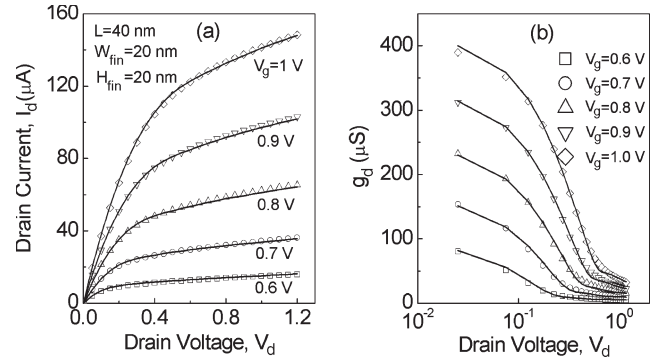 160
120
80
40
0
0.0
0.4
0.8
1.2
Drain Current, I_d(μA)
Drain Voltage, V_d
L=40 nm
W_fin=20 nm
H_fin=20 nm
(a)
V_g=1 V
0.9 V
0.8 V
0.7 V
0.6 V
400
300
200
100
0
10^-2
10^-1
10^0
g_d (μS)
Drain Voltage, V_d
(b)
V_g=0.6 V
V_g=0.7 V
V_g=0.8 V
V_g=0.9 V
V_g=1.0 V